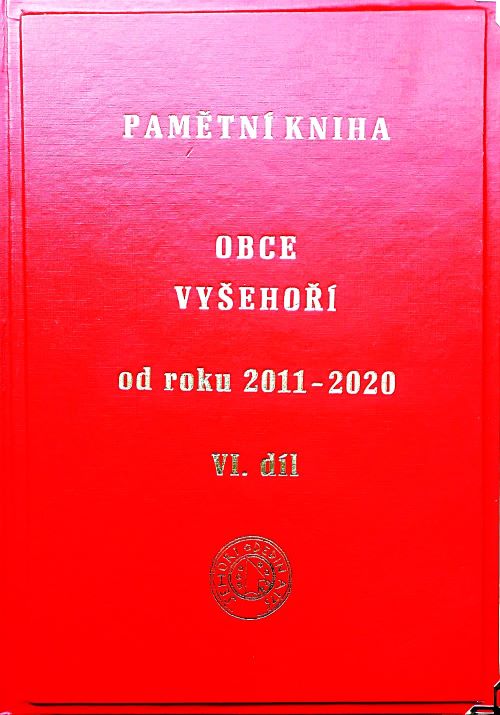 PAMĚTNÍ KNIHA
OBCE
VYŠEHOŘÍ
od roku 2011-2020
VI. díl